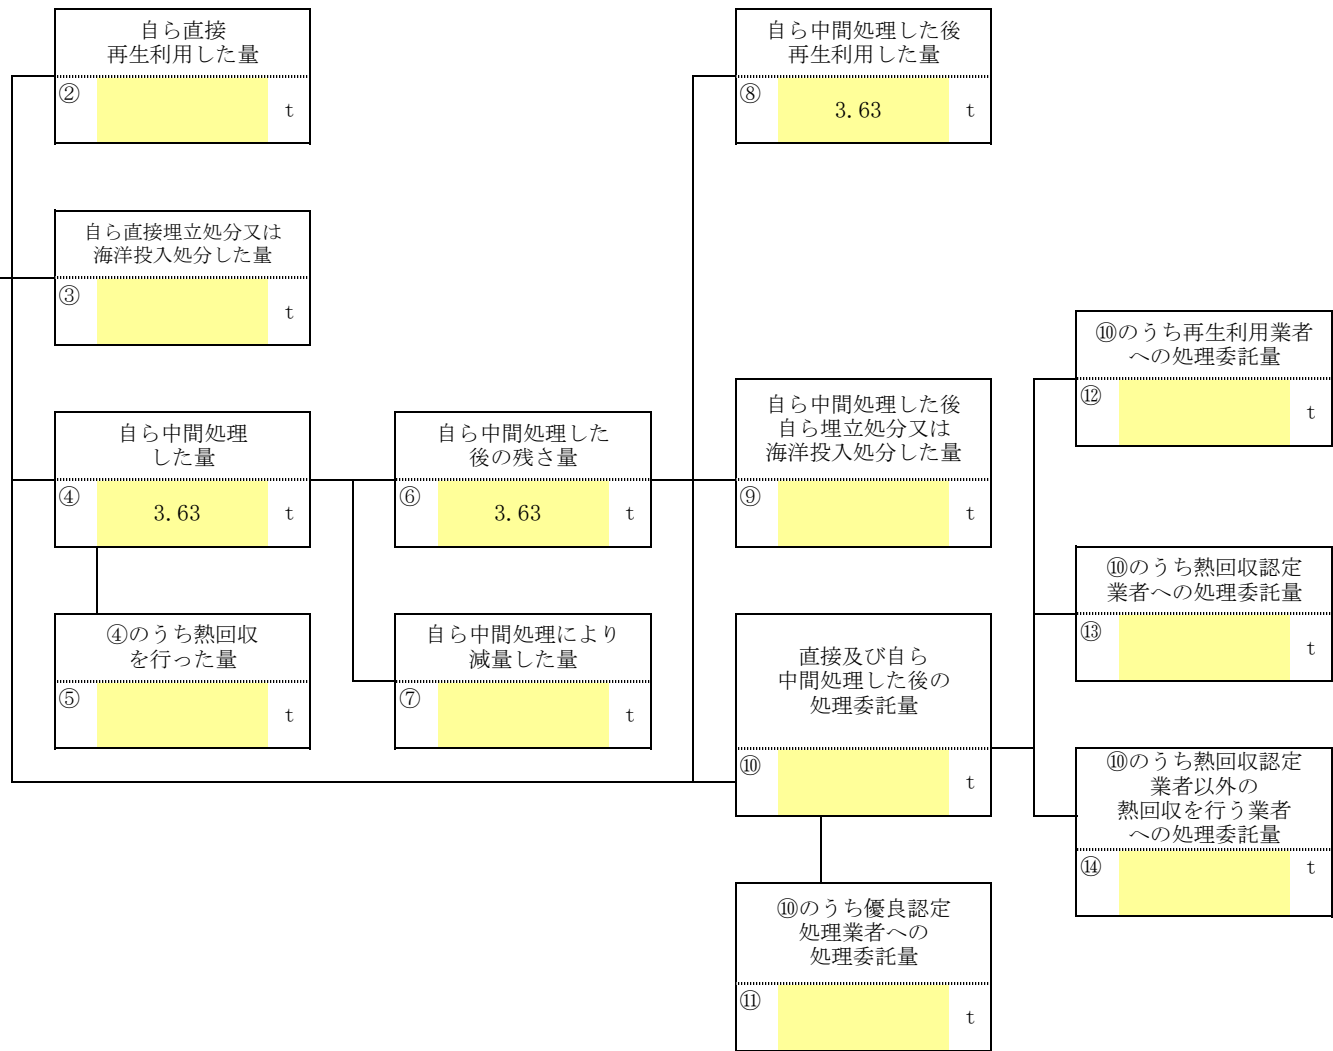 自ら直接
再生利用した量
②
t
自ら中間処理した後
再生利用した量
⑧
3.63
t
自ら直接埋立処分又は
海洋投入処分した量
③
t
⑩のうち再生利用業者
への処理委託量
⑫
t
自ら中間処理
した量
④
3.63
t
自ら中間処理した
後の残さ量
⑥
3.63
t
自ら中間処理した後
自ら埋立処分又は
海洋投入処分した量
⑨
t
⑩のうち熱回収認定
業者への処理委託量
⑬
t
④のうち熱回収
を行った量
⑤
t
自ら中間処理により
減量した量
⑦
t
直接及び自ら
中間処理した後の
処理委託量
⑩
t
⑩のうち熱回収認定
業者以外の
熱回収を行う業者
への処理委託量
⑭
t
⑩のうち優良認定
処理業者への
処理委託量
⑪
t